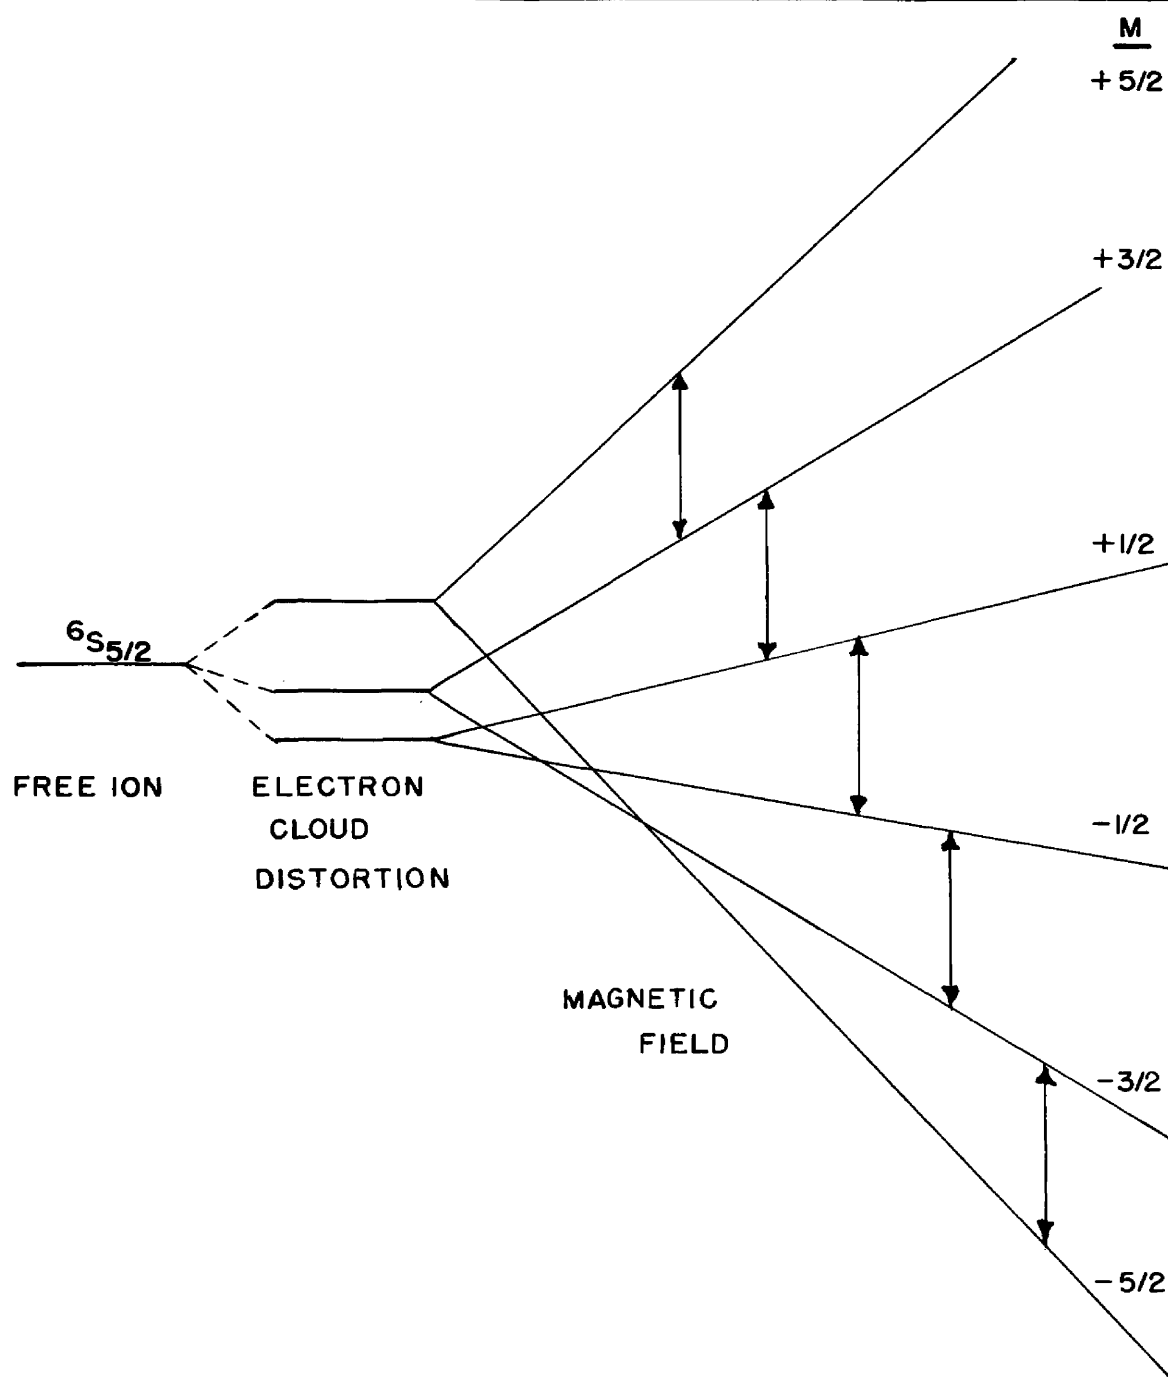 M
+5/2
+3/2
+1/2
6S5/2
FREE ION
ELECTRON
CLOUD
DISTORTION
-1/2
MAGNETIC
FIELD
-3/2
-5/2